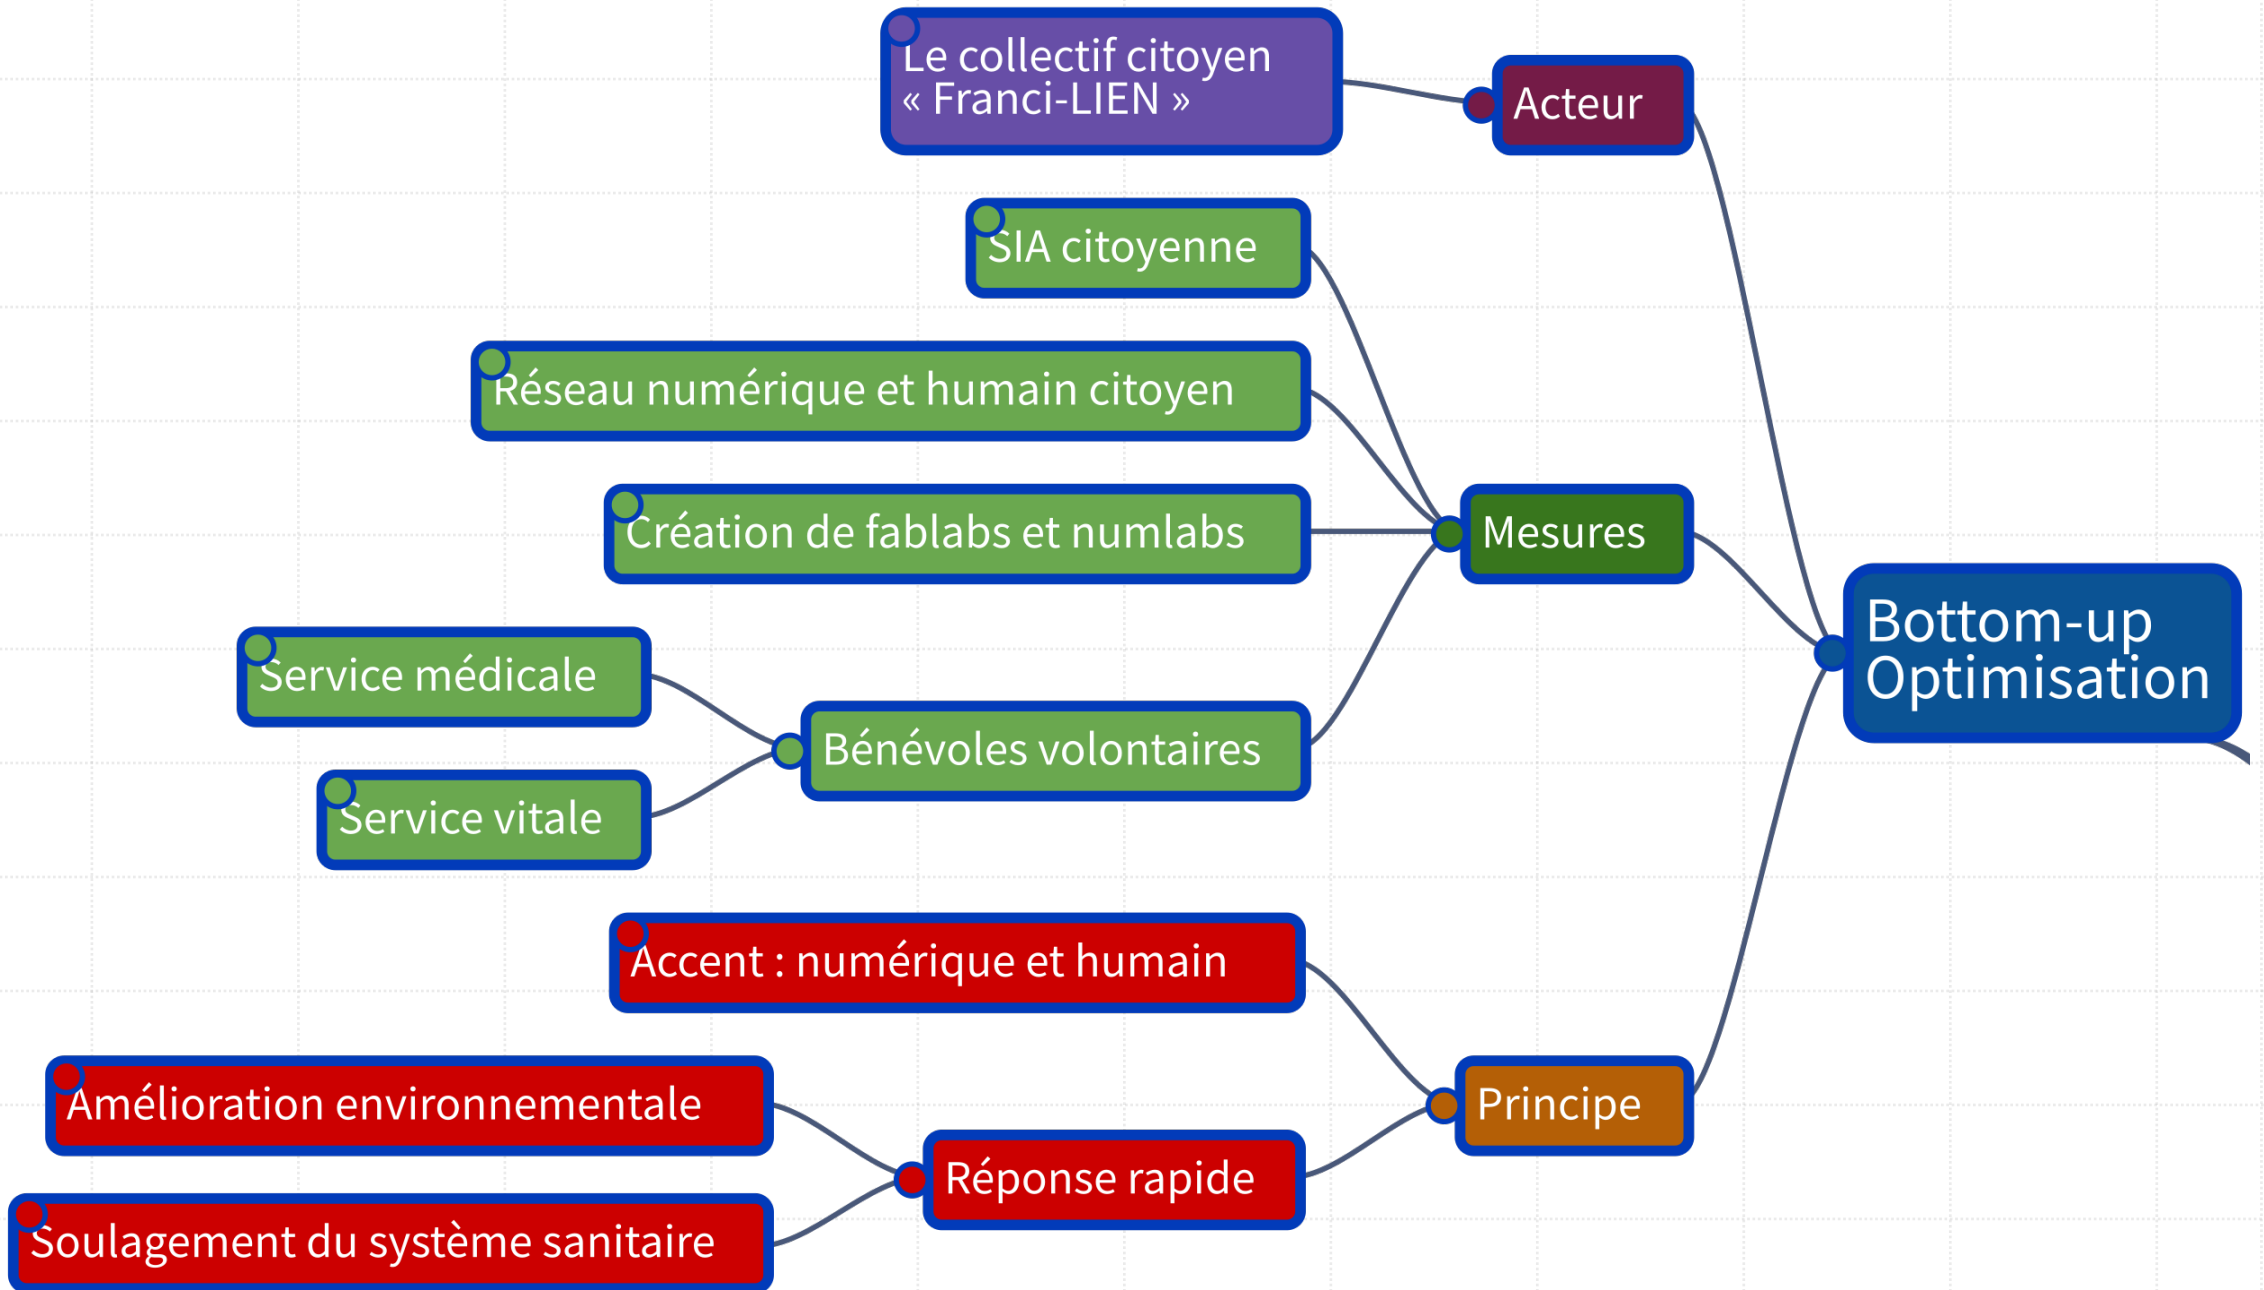 Le collectif citoyen
« Franci-LIEN »
Acteur
SIA citoyenne
Réseau numérique et humain citoyen
Création de fablabs et numlabs
Mesures
Bottom-up
Optimisation
Service médicale
Bénévoles volontaires
Service vitale
Accent : numérique et humain
Amélioration environnementale
Principe
Réponse rapide
Soulagement du système sanitaire